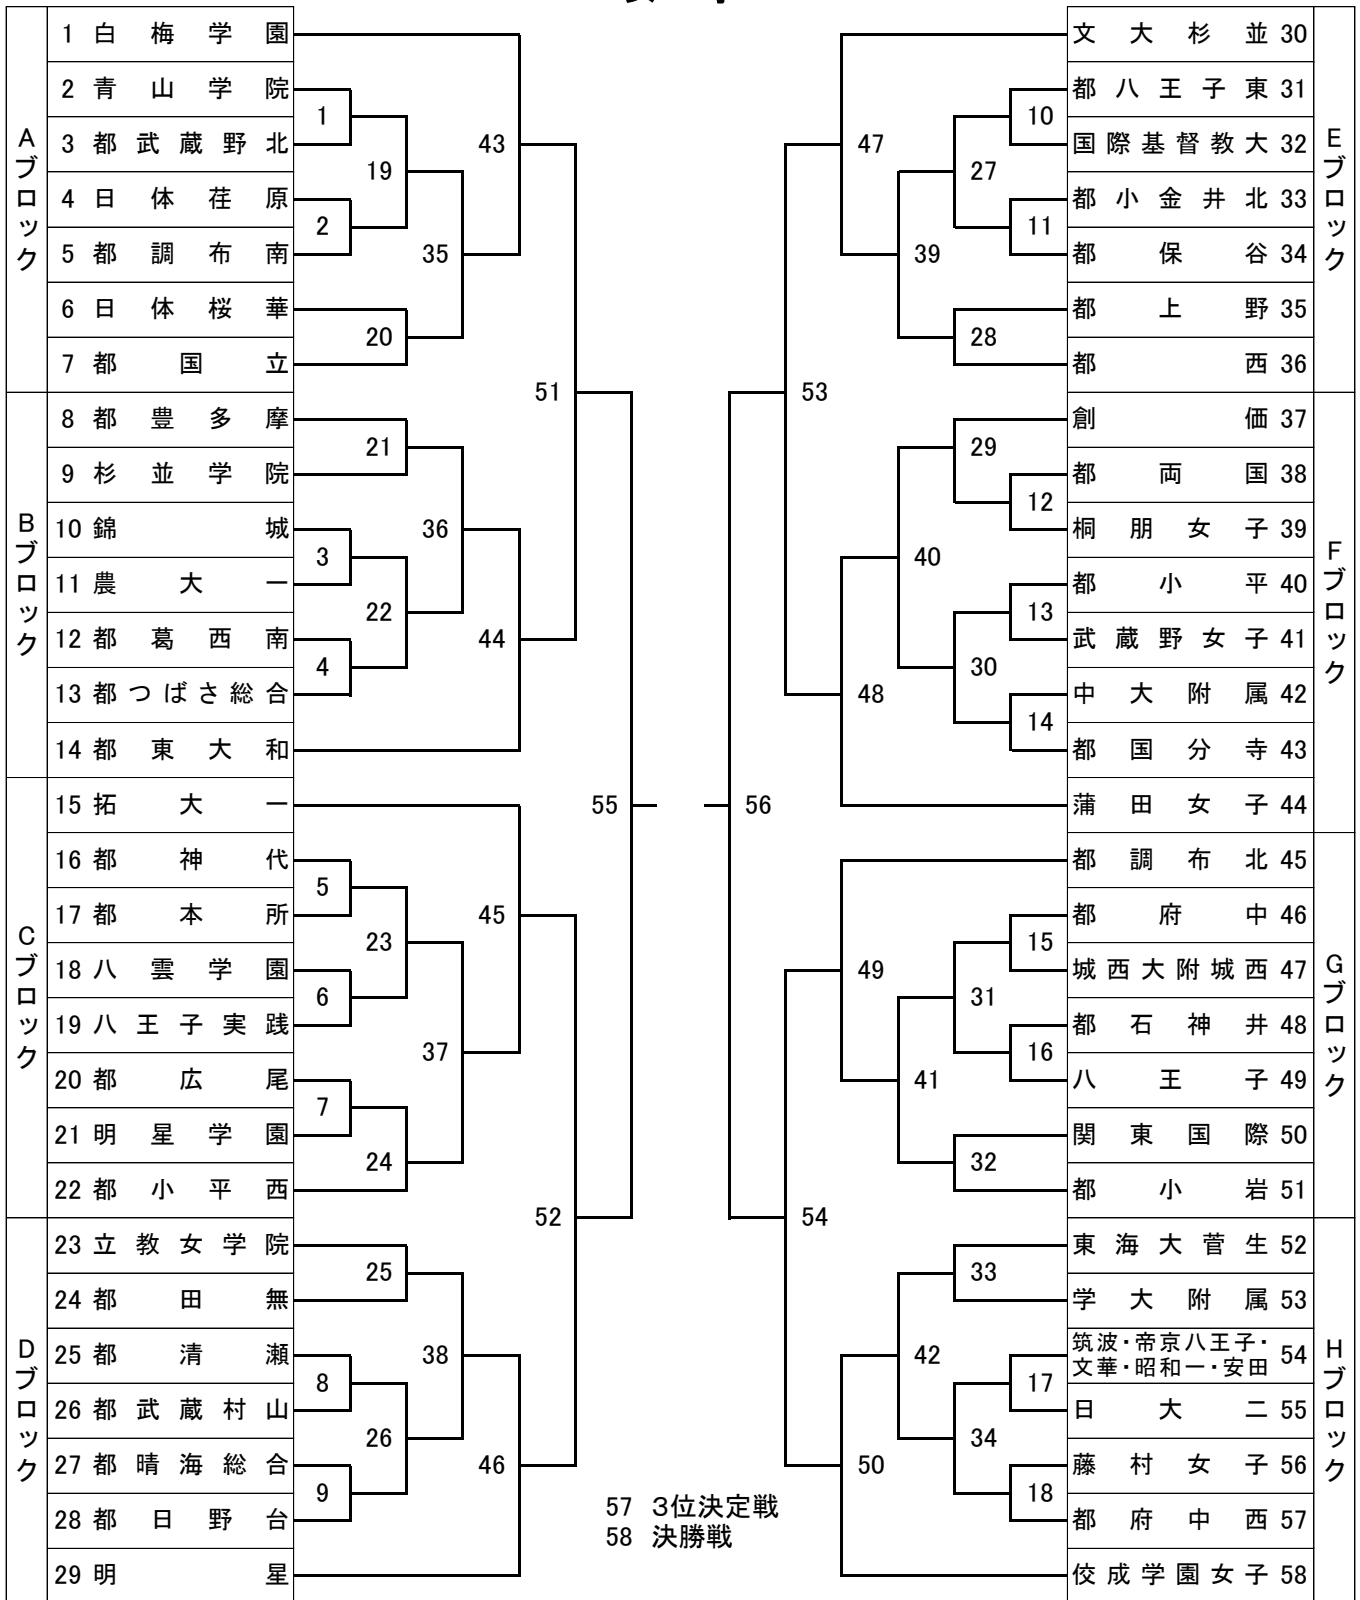 Aブロック
1 白梅学園
2 青山学院
3 都武蔵野北
4 日体荏原
5 都調布南
6 日体桜華
7 都国立
Bブロック
8 都豊多摩
9 杉並学院
10 錦城
11 農大一
12 都葛西南
13 都つばさ総合
14 都東大和
Cブロック
15 拓大一
16 都神代
17 都本所
18 八雲学園
19 八王子実践
20 都広尾
21 明星学園
22 都小平西
Dブロック
23 立教女学院
24 都田無
25 都清瀬
26 都武蔵村山
27 都晴海総合
28 都日野台
29 明星
1
2
3
4
5
6
7
8
9
19
20
21
22
23
24
25
26
35
36
37
38
43
44
45
46
51
52
55
56
53
54
47
48
49
50
39
40
41
42
27
28
29
30
31
32
33
34
10
11
12
13
14
15
16
17
18
57 3位決定戦
58 決勝戦
Eブロック
文大杉並 30
都八王子東 31
国際基督教大 32
都小金井北 33
都保谷 34
都上野 35
都西 36
Fブロック
創価 37
都両国 38
桐朋女子 39
都小平 40
武蔵野女子 41
中大附属 42
都国分寺 43
蒲田女子 44
Gブロック
都調布北 45
都府中 46
城西大附城西 47
都石神井 48
八王子 49
関東国際 50
都小岩 51
Hブロック
東海大菅生 52
学大附属 53
筑波・帝京八王子・
文華・昭和一・安田 54
日大二 55
藤村女子 56
都府中西 57
佼成学園女子 58